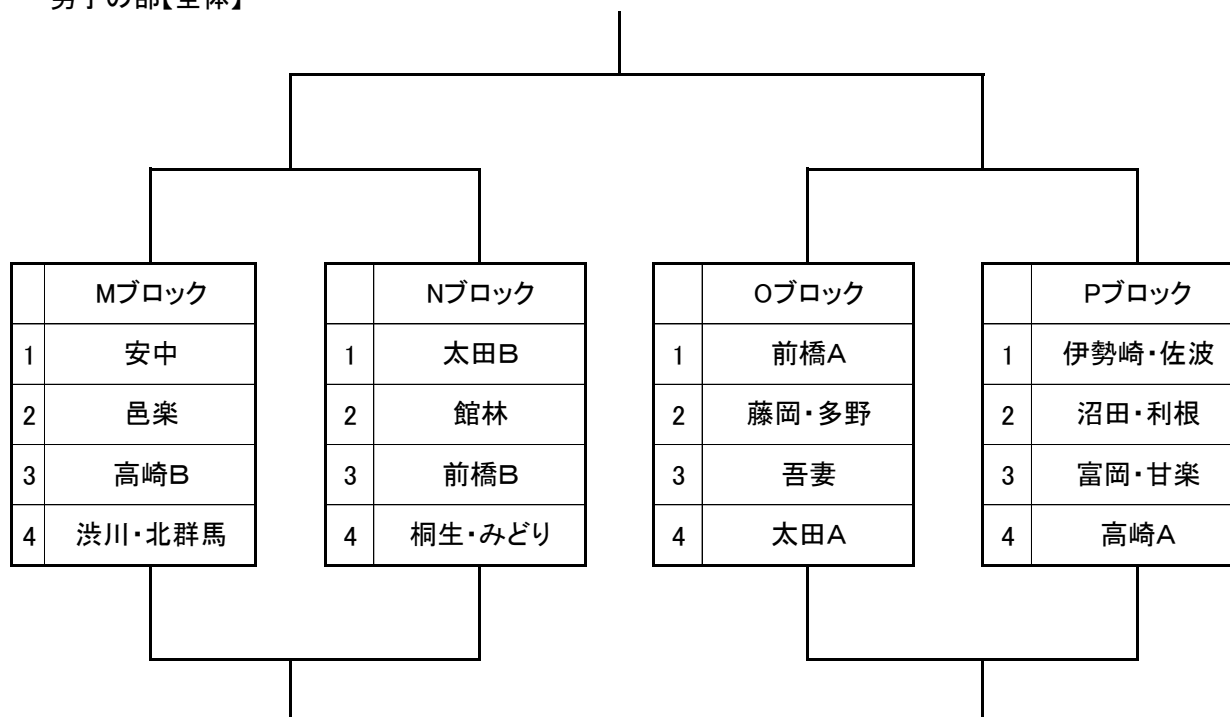 男子の部【全体】
Mブロック
1 安中
2 邑楽
3 高崎B
4 渋川・北群馬
Nブロック
1 太田B
2 館林
3 前橋B
4 桐生・みどり
Oブロック
1 前橋A
2 藤岡・多野
3 吾妻
4 太田A
Pブロック
1 伊勢崎・佐波
2 沼田・利根
3 富岡・甘楽
4 高崎A